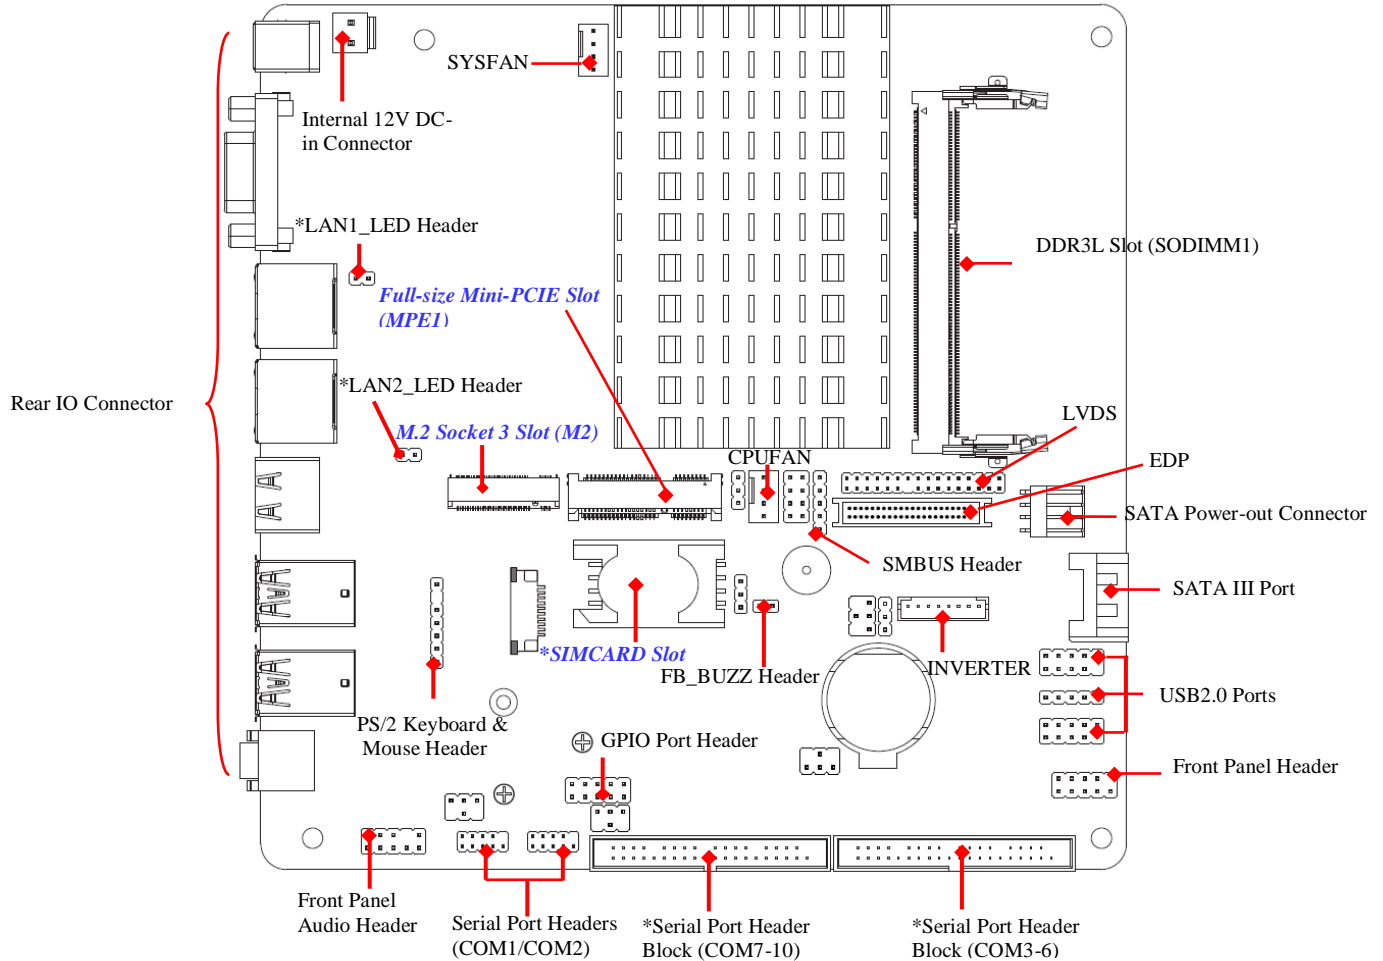 SYSFAN
Internal 12V DC-
in Connector
*LAN1_LED Header
DDR3L Slot (SODIMM1)
Full-size Mini-PCIE Slot
(MPE1)
*LAN2_LED Header
Rear IO Connector
LVDS
M.2 Socket 3 Slot (M2)
CPUFAN
EDP
SATA Power-out Connector
SMBUS Header
SATA III Port
*SIMCARD Slot
FB_BUZZ Header
INVERTER
USB2.0 Ports
PS/2 Keyboard &
Mouse Header
GPIO Port Header
Front Panel Header
Front Panel
Audio Header
Serial Port Headers
(COM1/COM2)
*Serial Port Header
Block (COM7-10)
*Serial Port Header
Block (COM3-6)